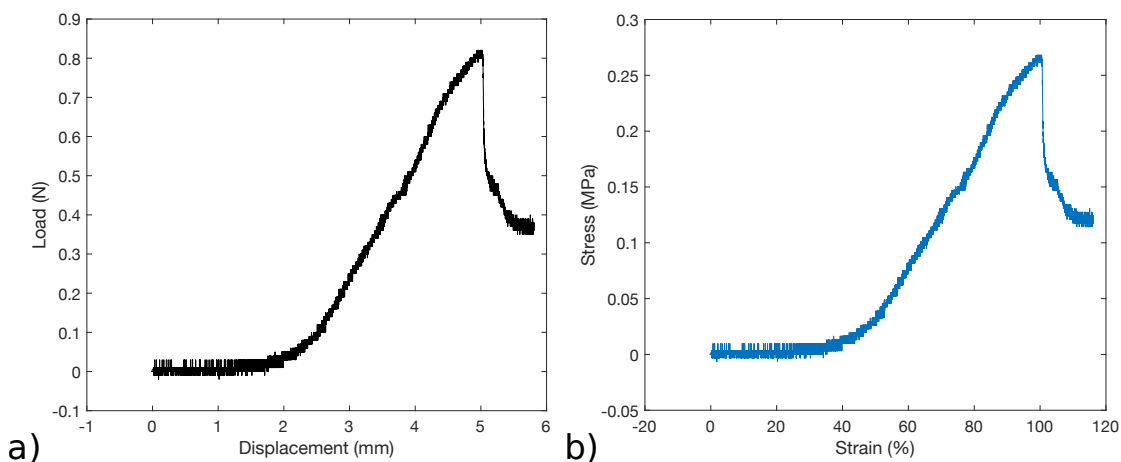 0.9
0.8
0.7
0.6
0.5
0.4
0.3
0.2
0.1
0
-0.1
Load (N)
-1 0 1 2 3 4 5 6
Displacement (mm)
a)
0.3
0.25
0.2
0.15
0.1
0.05
0
-0.05
Stress (MPa)
-20 0 20 40 60 80 100 120
Strain (%)
b)